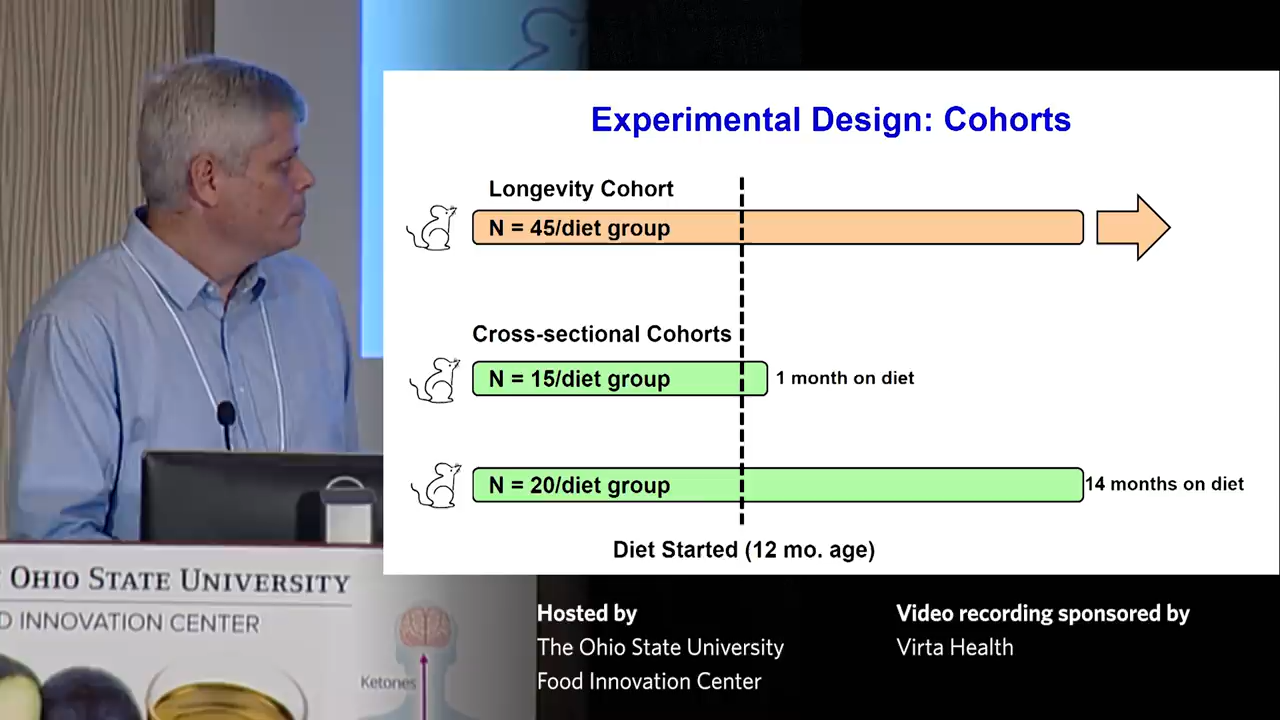 Experimental Design: Cohorts
Longevity Cohort
N = 45/diet group
Cross-sectional Cohorts
N = 15/diet group
1 month on diet
N = 20/diet group
14 months on diet
Diet Started (12 mo. age)
OHIO STATE UNIVERSITY
INNOVATION CENTER
Ketones
Hosted by
The Ohio State University
Food Innovation Center
Video recording sponsored by
Virta Health